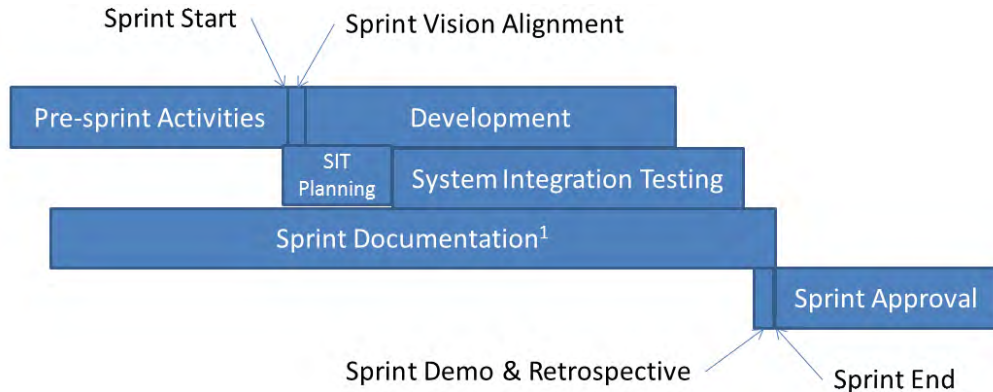 Sprint Start
Sprint Vision Alignment
Pre-sprint Activities
Development
SIT
Planning
System Integration Testing
Sprint Documentation¹
Sprint Approval
Sprint Demo & Retrospective
Sprint End